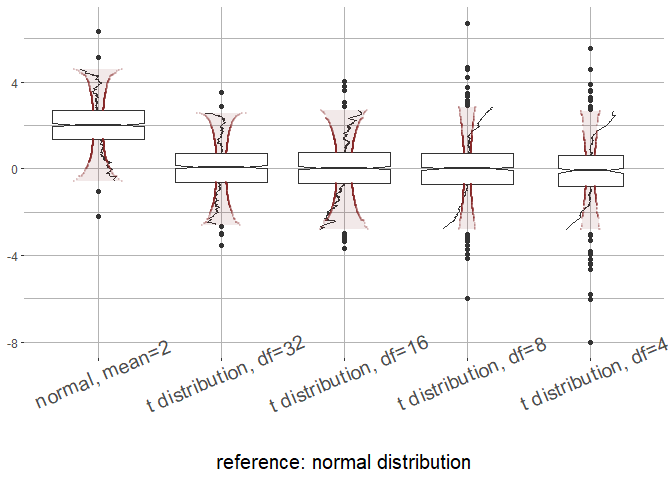 4
0
-4
-8
normal, mean=2
t distribution, df=32
t distribution, df=16
t distribution, df=8
t distribution, df=4
reference: normal distribution